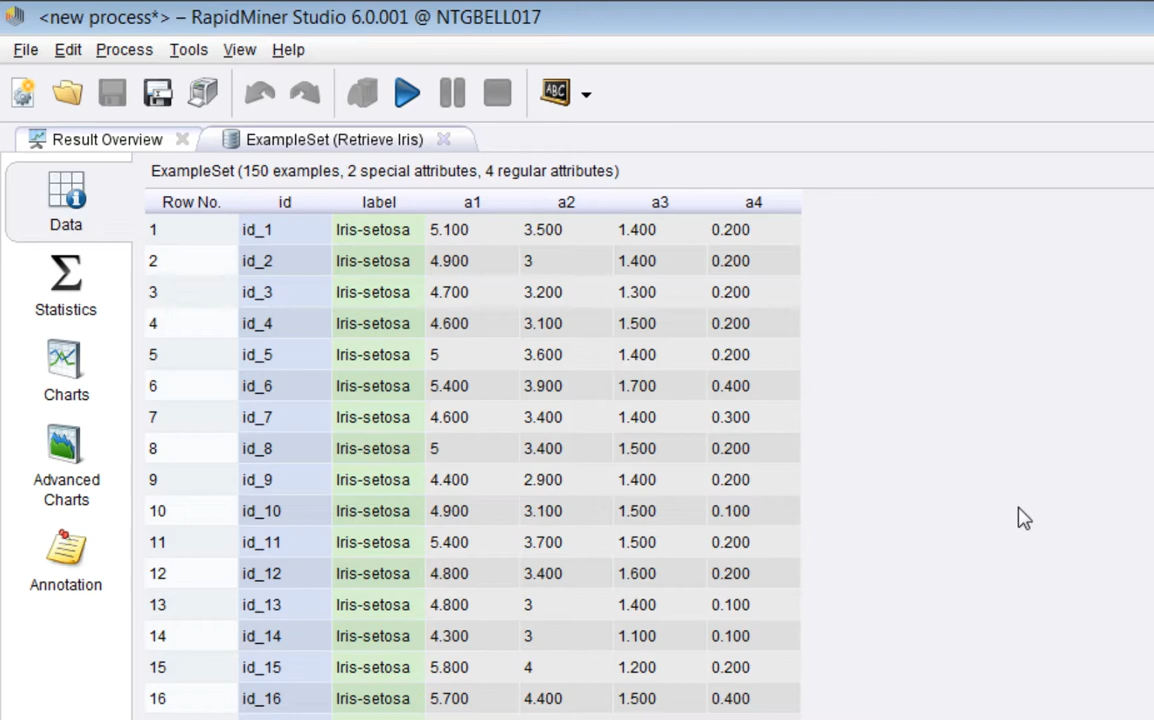 <new process*> – RapidMiner Studio 6.0.001 @ NTGBELL017
File Edit Process Tools View Help
ABC
Result Overview ExampleSet (Retrieve Iris)
ExampleSet (150 examples, 2 special attributes, 4 regular attributes)
Data
Statistics
Charts
Advanced
Charts
Annotation
Row No. id label a1 a2 a3 a4
1 id_1 Iris-setosa 5.100 3.500 1.400 0.200
2 id_2 Iris-setosa 4.900 3 1.400 0.200
3 id_3 Iris-setosa 4.700 3.200 1.300 0.200
4 id_4 Iris-setosa 4.600 3.100 1.500 0.200
5 id_5 Iris-setosa 5 3.600 1.400 0.200
6 id_6 Iris-setosa 5.400 3.900 1.700 0.400
7 id_7 Iris-setosa 4.600 3.400 1.400 0.300
8 id_8 Iris-setosa 5 3.400 1.500 0.200
9 id_9 Iris-setosa 4.400 2.900 1.400 0.200
10 id_10 Iris-setosa 4.900 3.100 1.500 0.100
11 id_11 Iris-setosa 5.400 3.700 1.500 0.200
12 id_12 Iris-setosa 4.800 3.400 1.600 0.200
13 id_13 Iris-setosa 4.800 3 1.400 0.100
14 id_14 Iris-setosa 4.300 3 1.100 0.100
15 id_15 Iris-setosa 5.800 4 1.200 0.200
16 id_16 Iris-setosa 5.700 4.400 1.500 0.400